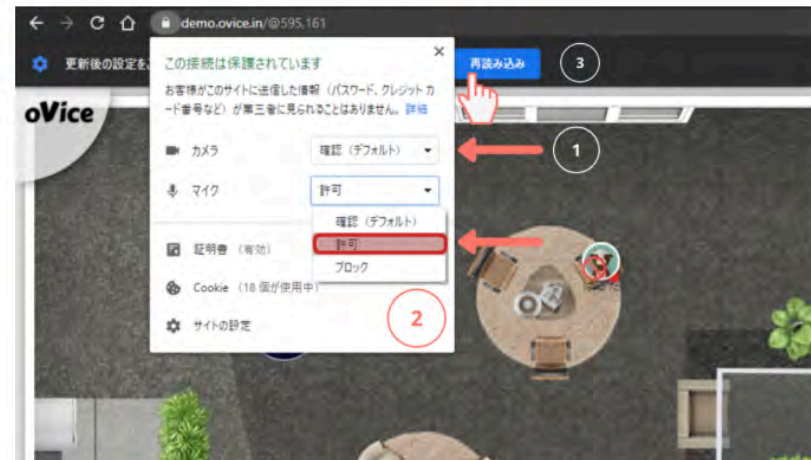 demo.ovice.in/@595,161
更新後の設定を
再読み込み
3
oVice
この接続は保護されています
お客様がこのサイトに送信した情報（パスワード、クレジット カ
ード番号など）が第三者に見られることはありません。 詳細
カメラ
確認（デフォルト）
1
マイク
許可
確認（デフォルト）
許可
ブロック
証明書（有効）
Cookie（18 個が使用中）
サイトの設定
2